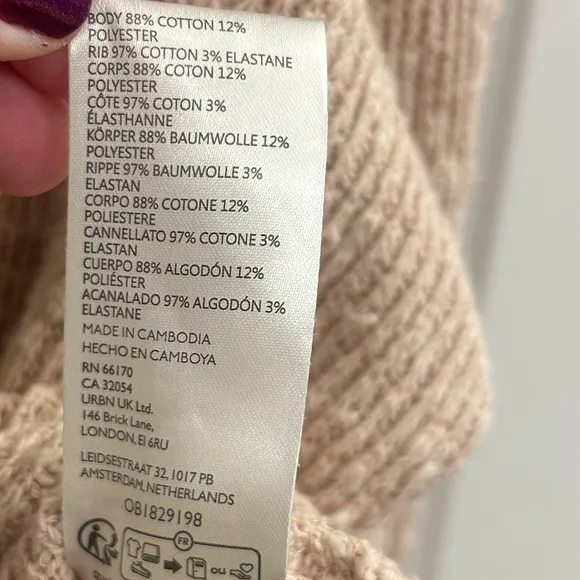 BODY 88% COTTON 12%
POLYESTER
RIB 97% COTTON 3% ELASTANE
CORPS 88% COTON 12%
POLYESTER
CÔTE 97% COTON 3%
ÉLASTHANNE
KÖRPER 88% BAUMWOLLE 12%
POLYESTER
RIPPE 97% BAUMWOLLE 3%
ELASTAN
CORPO 88% COTONE 12%
POLIESTERE
CANNELLATO 97% COTONE 3%
ELASTAN
CUERPO 88% ALGODÓN 12%
POLIÉSTER
ACANALADO 97% ALGODÓN 3%
ELASTANE
MADE IN CAMBODIA
HECHO EN CAMBOYA
RN 66170
CA 32054
URBN UK Ltd.
146 Brick Lane,
LONDON, E1 6RU
LEIDSESTRAAT 32, 1017 PB
AMSTERDAM, NETHERLANDS
OB1829198
FR
ou